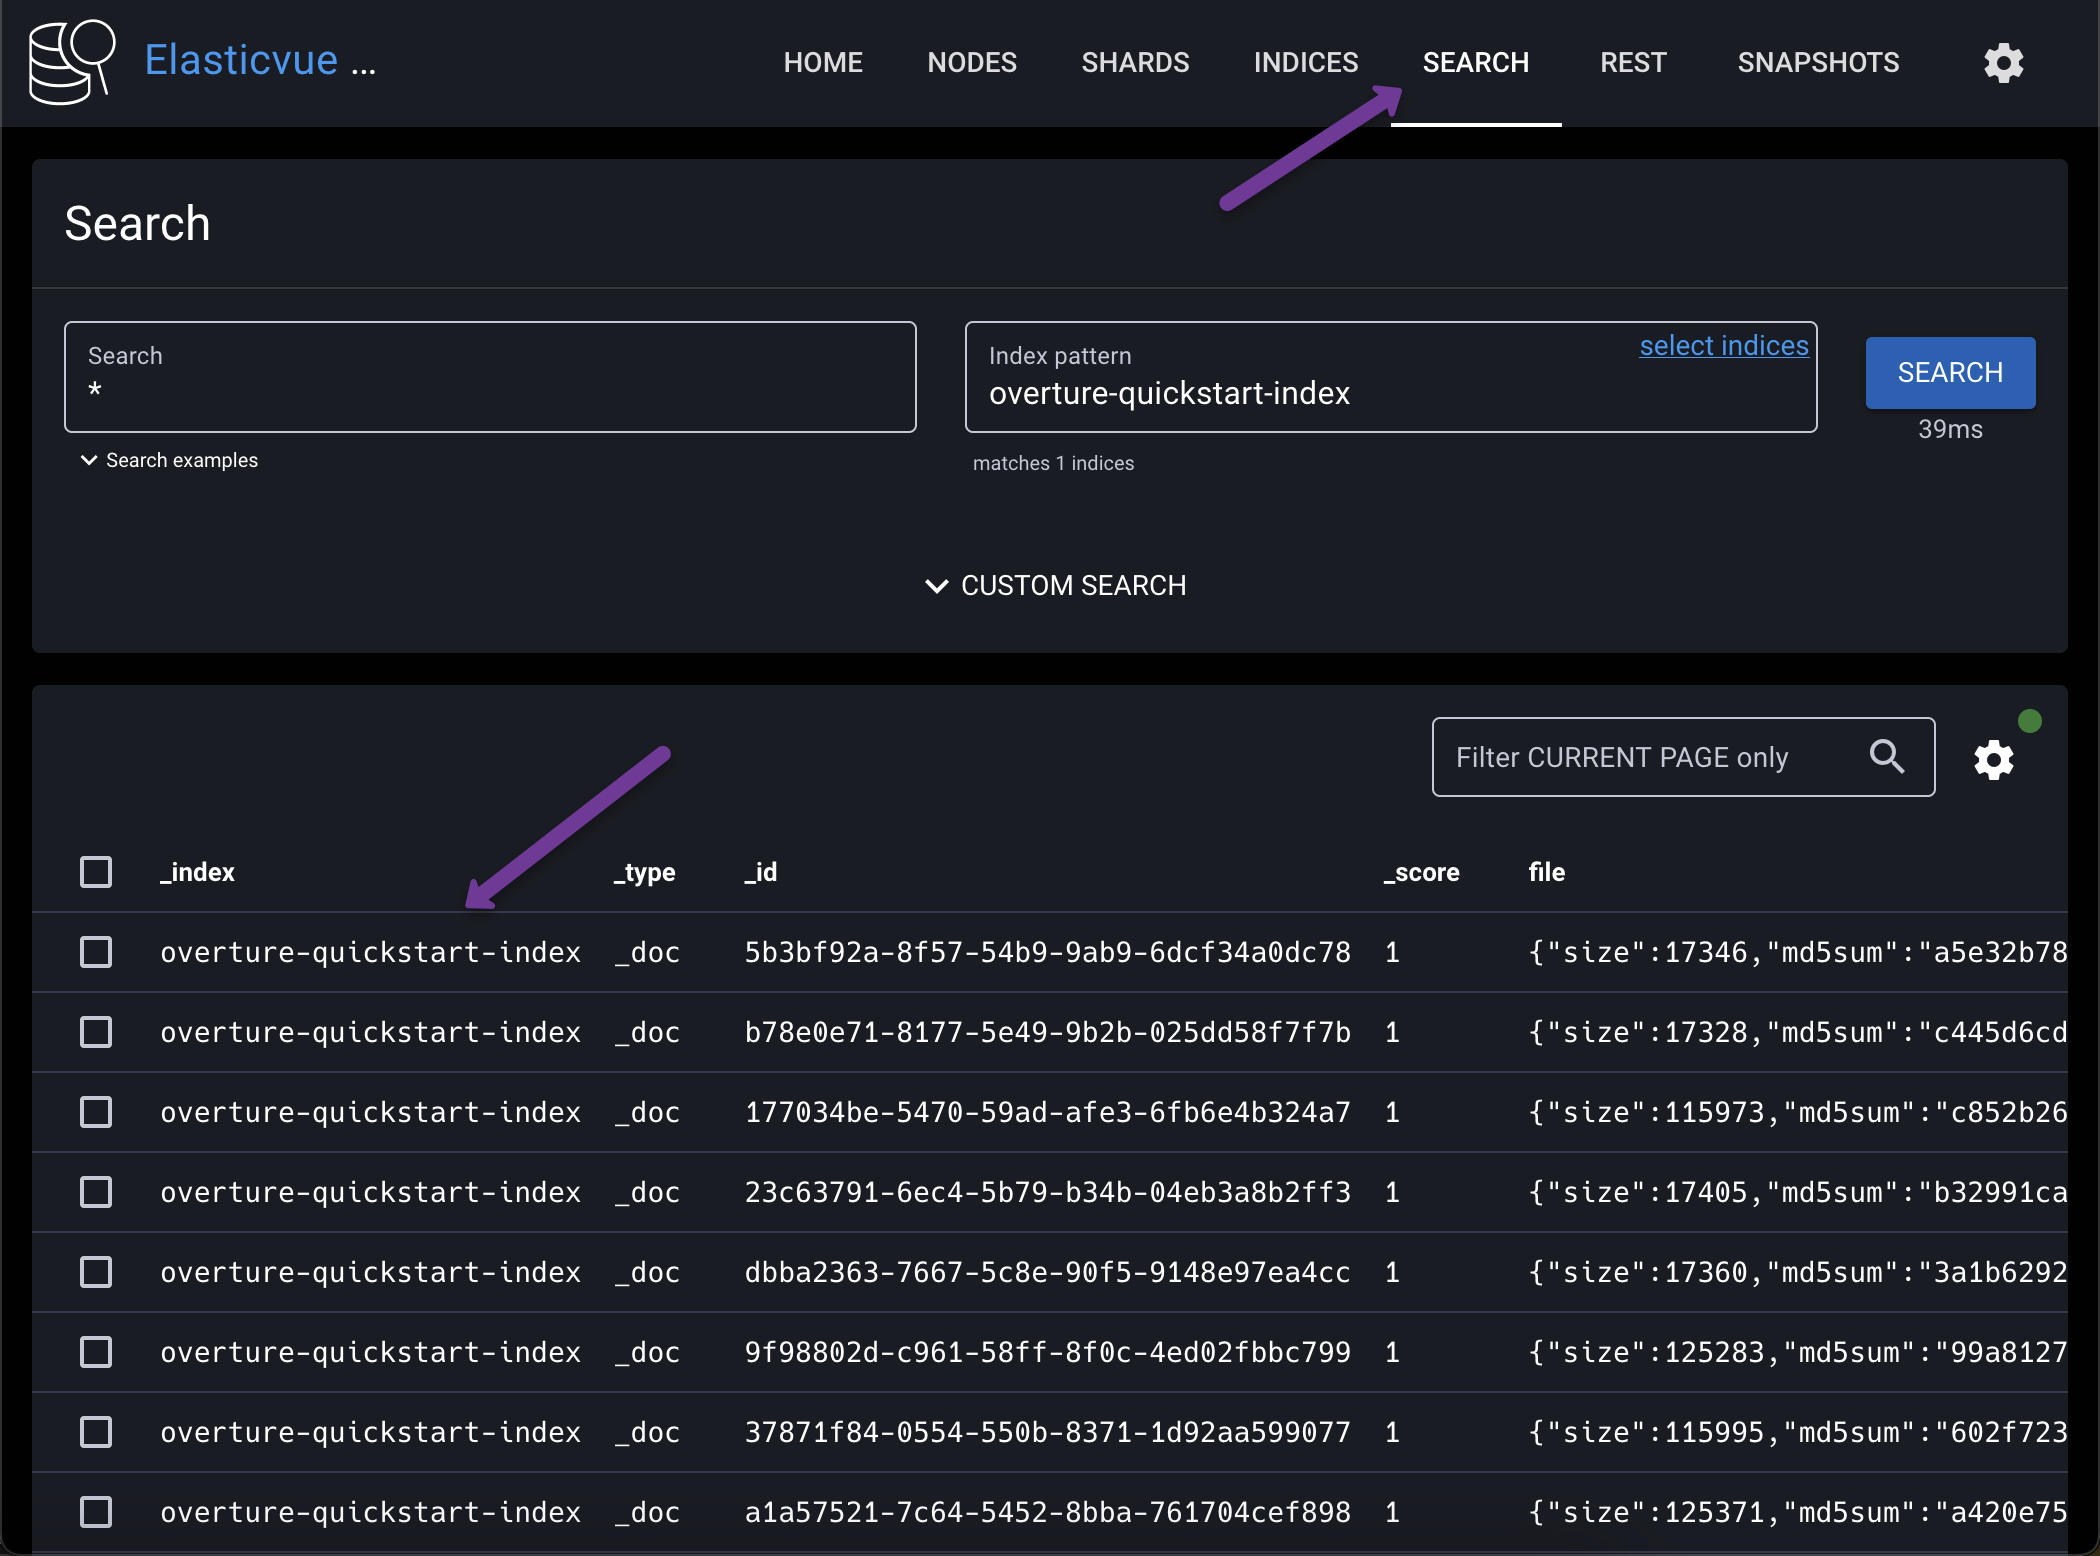 Elasticvue ...
HOME NODES SHARDS INDICES SEARCH REST SNAPSHOTS
Search
Search
*
Search examples
Index pattern
select indices
overture-quickstart-index
matches 1 indices
SEARCH
39ms
CUSTOM SEARCH
Filter CURRENT PAGE only
_index _type _id _score file
overture-quickstart-index _doc 5b3bf92a-8f57-54b9-9ab9-6dcf34a0dc78 1 {"size":17346,"md5sum":"a5e32b78
overture-quickstart-index _doc b78e0e71-8177-5e49-9b2b-025dd58f7f7b 1 {"size":17328,"md5sum":"c445d6cd
overture-quickstart-index _doc 177034be-5470-59ad-afe3-6fb6e4b324a7 1 {"size":115973,"md5sum":"c852b26
overture-quickstart-index _doc 23c63791-6ec4-5b79-b34b-04eb3a8b2ff3 1 {"size":17405,"md5sum":"b32991ca
overture-quickstart-index _doc dbba2363-7667-5c8e-90f5-9148e97ea4cc 1 {"size":17360,"md5sum":"3a1b6292
overture-quickstart-index _doc 9f98802d-c961-58ff-8f0c-4ed02fbbc799 1 {"size":125283,"md5sum":"99a8127
overture-quickstart-index _doc 37871f84-0554-550b-8371-1d92aa599077 1 {"size":115995,"md5sum":"602f723
overture-quickstart-index _doc a1a57521-7c64-5452-8bba-761704cef898 1 {"size":125371,"md5sum":"a420e75